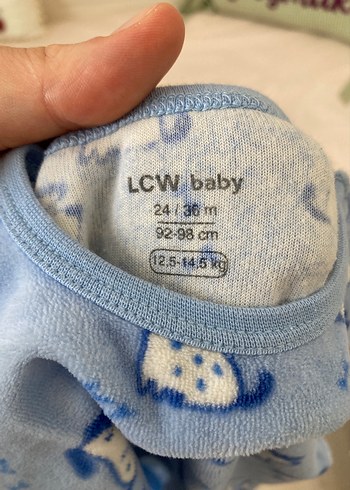 LCW baby
24 / 36 m
92-98 cm
12,5-14,5 kg